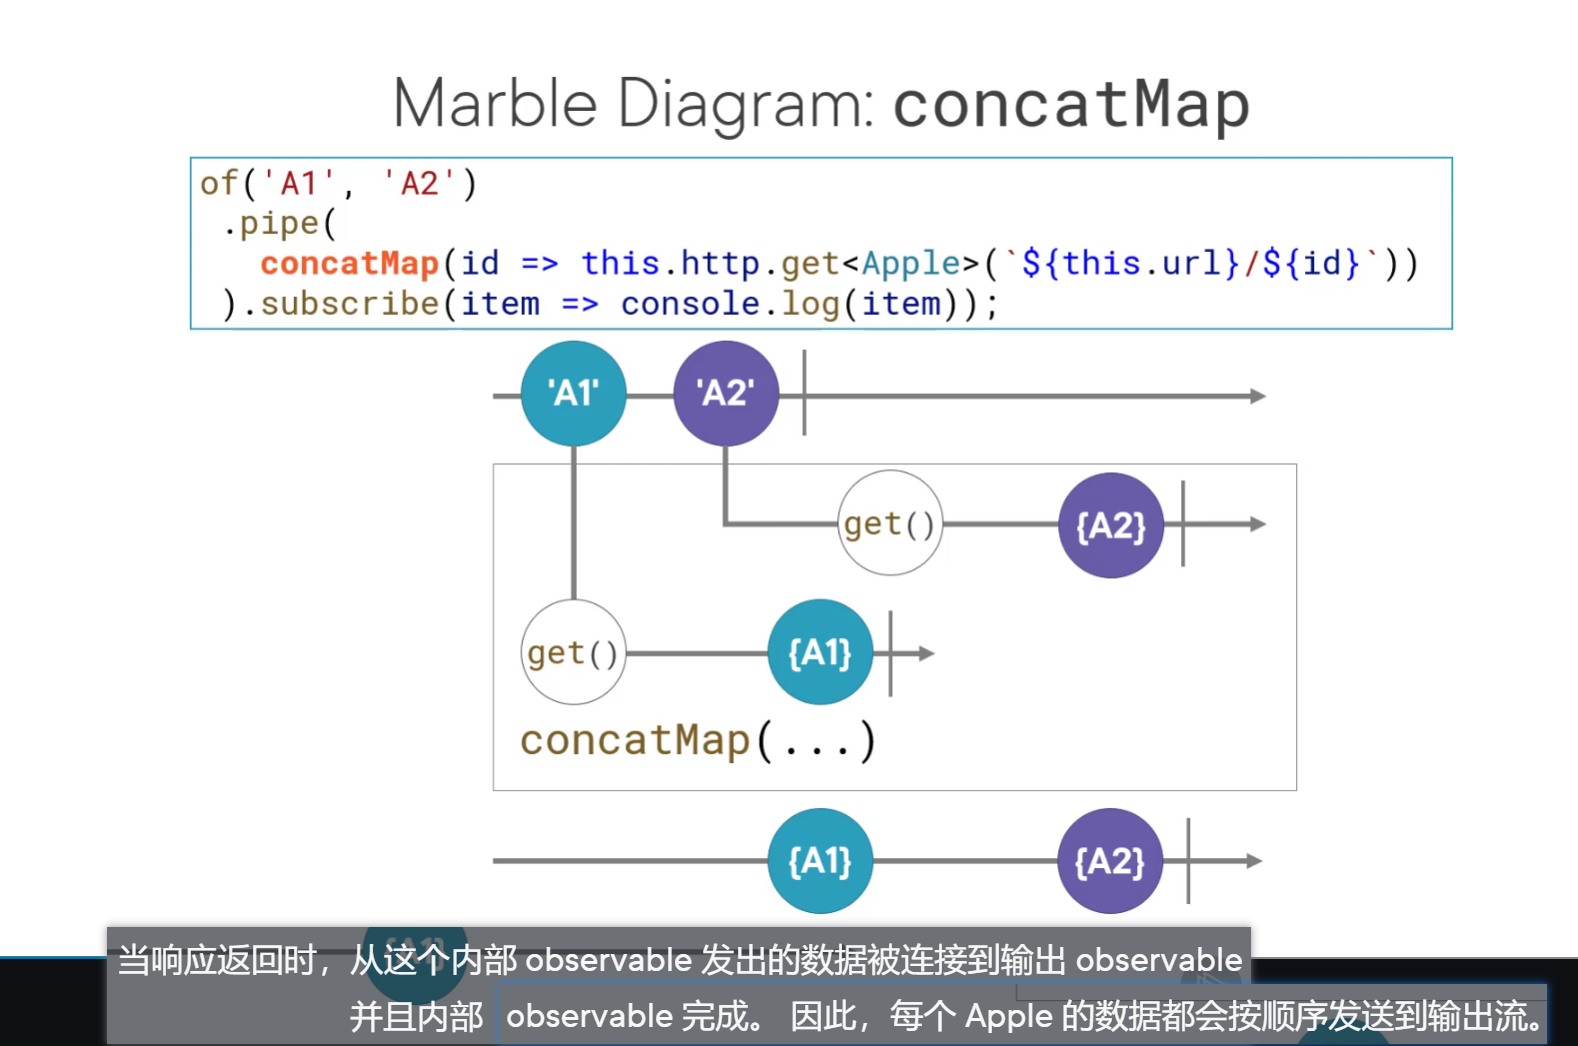 Marble Diagram: concatMap
of('A1', 'A2')
.pipe(
concatMap(id => this.http.get<Apple>(`${this.url}/${id}`))
).subscribe(item => console.log(item));
'A1' 'A2'
get() {A2}
get() {A1}
concatMap(...)
{A1} {A2}
当响应返回时，从这个内部 observable 发出的数据被连接到输出 observable
并且内部 observable 完成。 因此，每个 Apple 的数据都会按顺序发送到输出流。